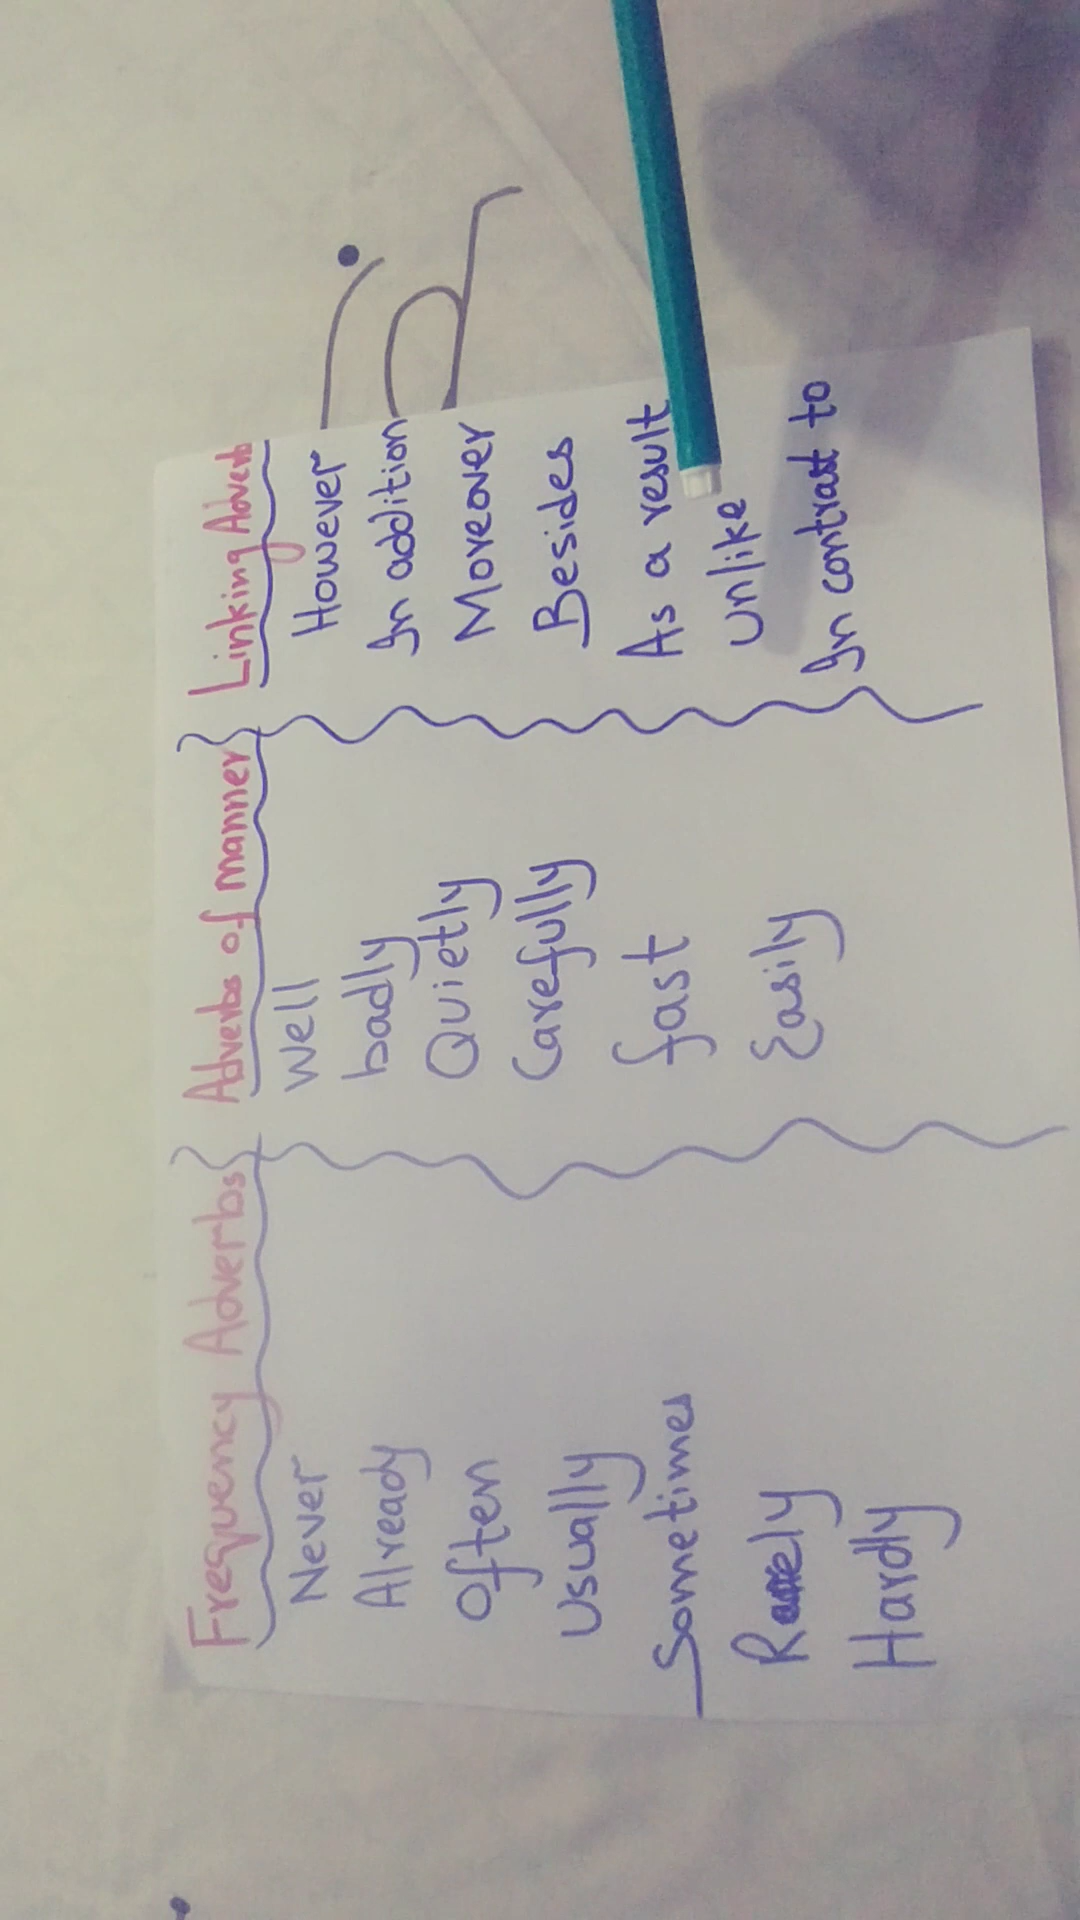 Frequency Adverbs
Never
Already
Often
Usually
Sometimes
Rarely
Hardly
Adverbs of manner
Well
badly
Quietly
Carefully
fast
Easily
Linking Adverb
However
In addition
Moreover
Besides
As a result
Unlike
In contrast to